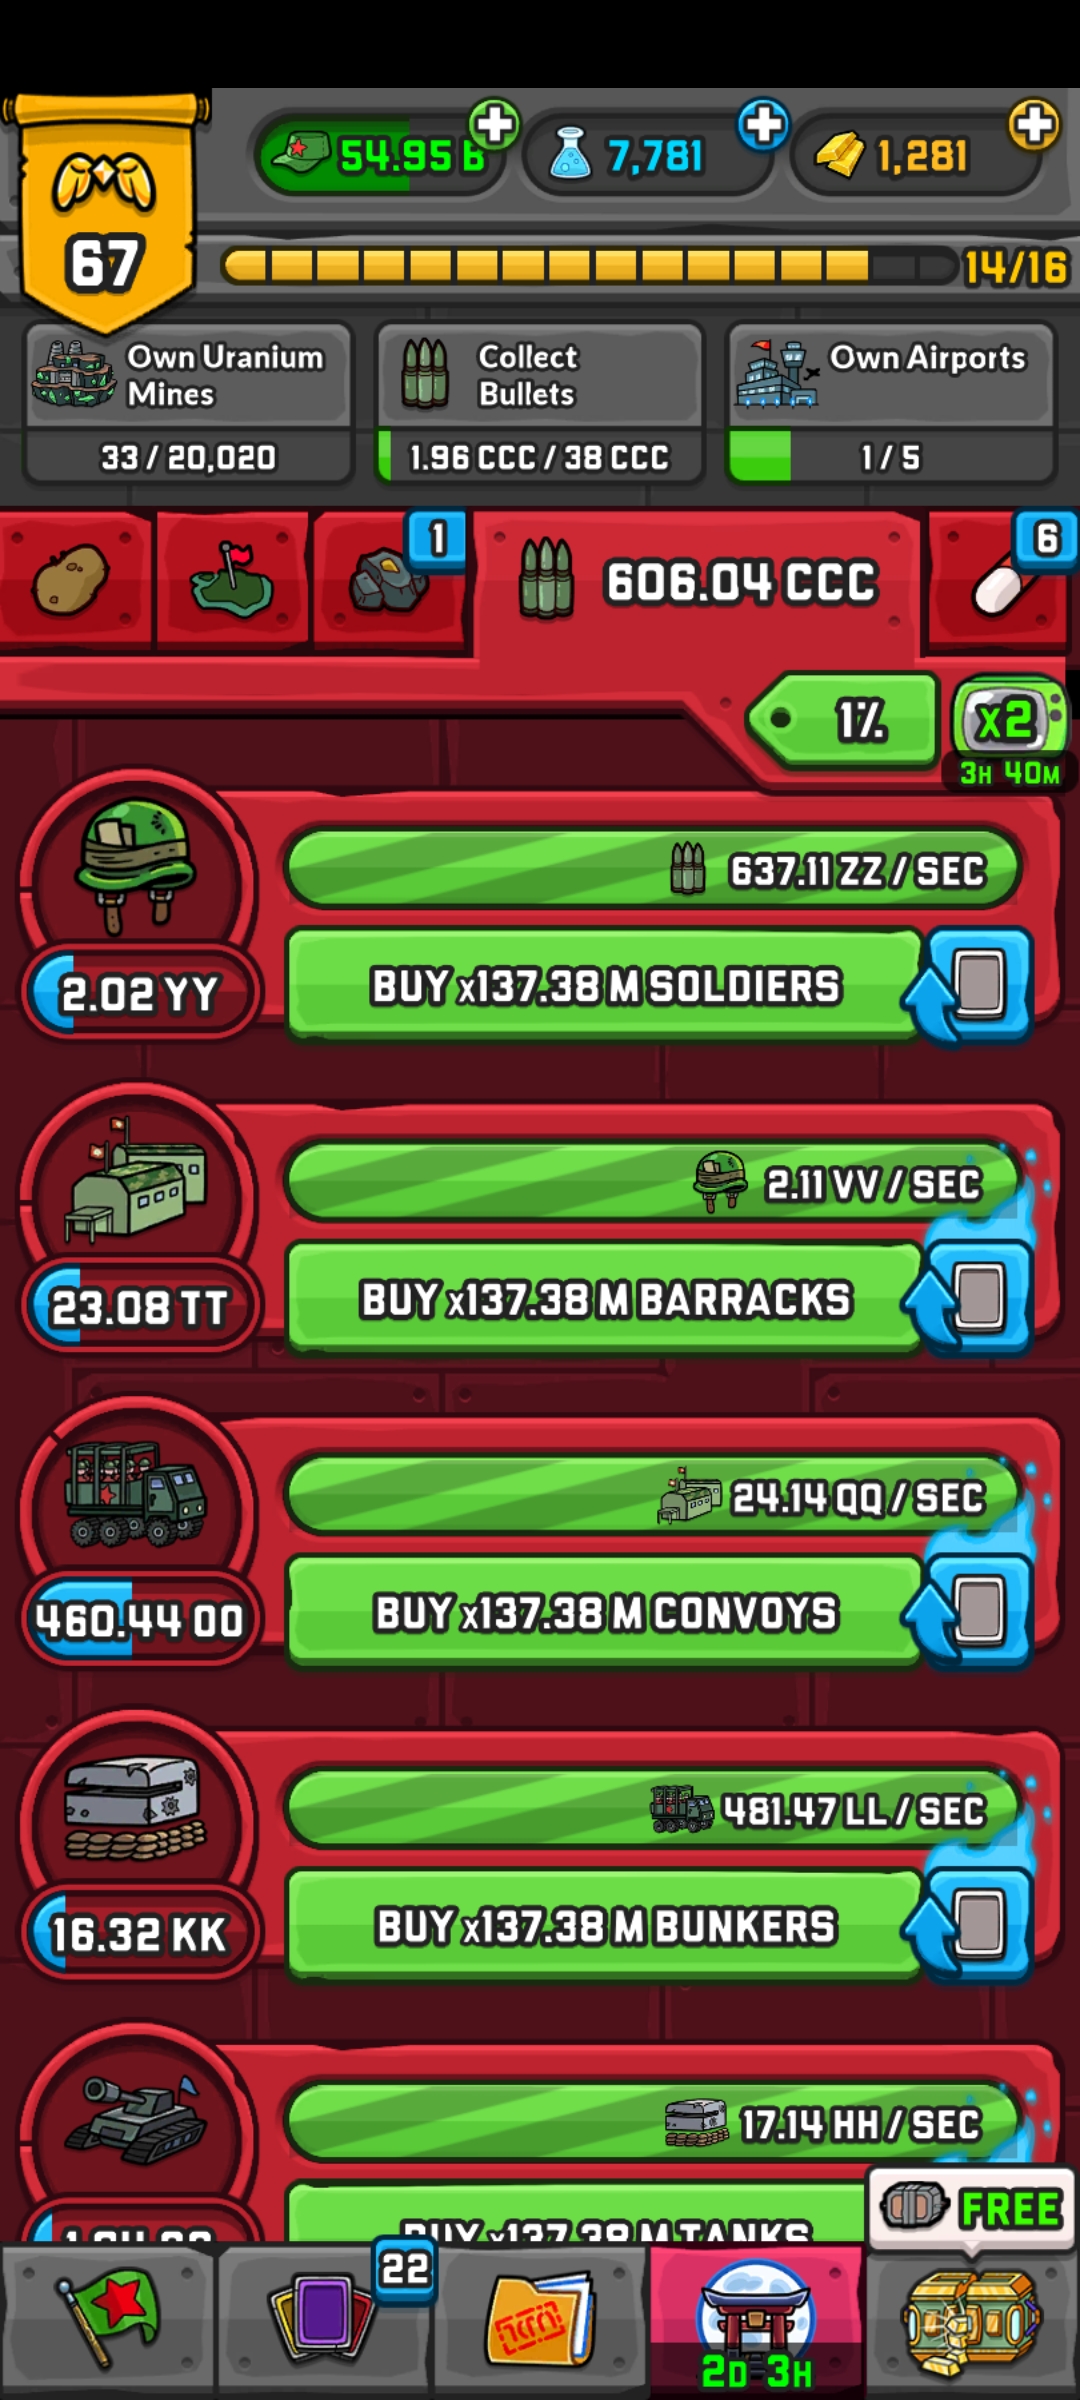 54.95 B
7,781
1,281
67
14/16
Own Uranium
Mines
33 / 20,020
Collect
Bullets
1.96 CCC / 38 CCC
Own Airports
1 / 5
1
606.04 CCC
6
1%
x2
3H 40M
637.11 ZZ / SEC
2.02 YY
BUY x137.38 M SOLDIERS
2.11 VV / SEC
23.08 TT
BUY x137.38 M BARRACKS
24.14 QQ / SEC
460.44 OO
BUY x137.38 M CONVOYS
481.47 LL / SEC
16.32 KK
BUY x137.38 M BUNKERS
17.14 HH / SEC
BUY x137.38 M TANKS
FREE
22
2D 3H